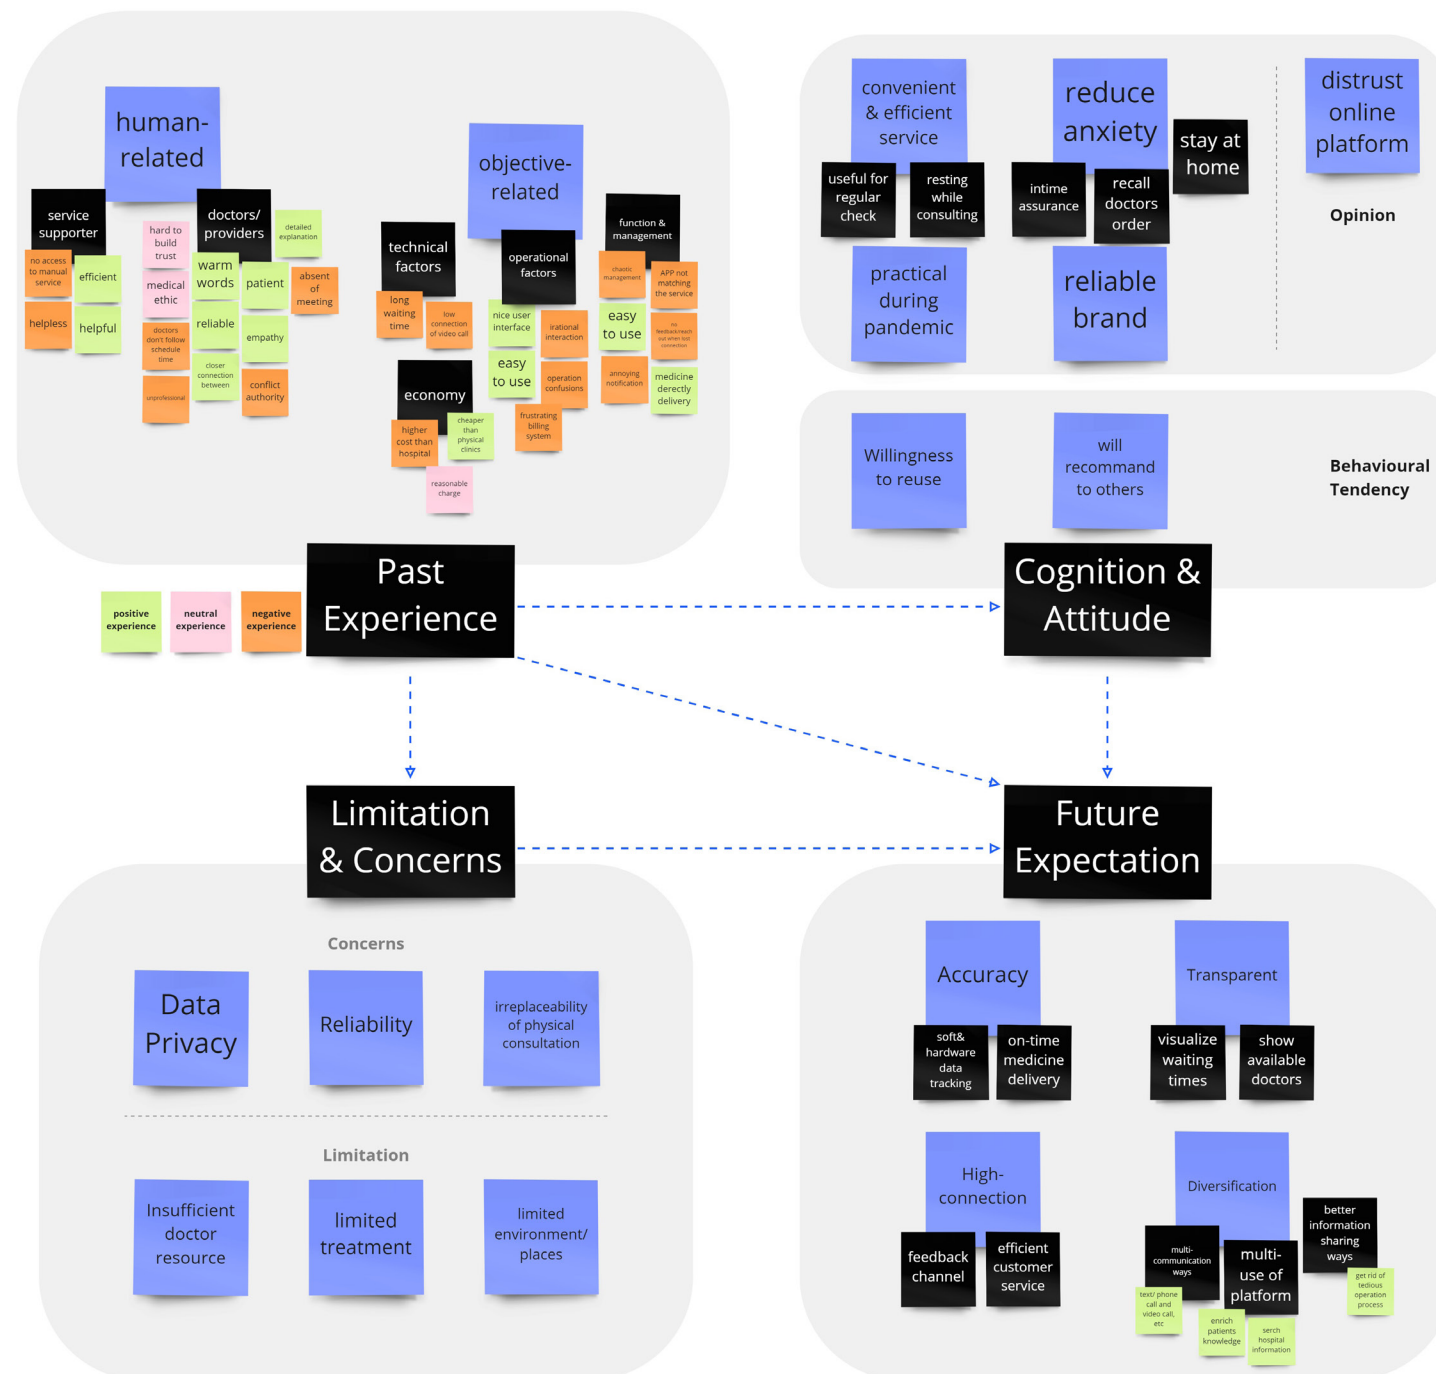 human-
related
service
supporter
no access
to manual
service
efficient
helpless
helpful
doctors/
providers
detailed
explanation
hard to
build
trust
warm
words
patient
absent
of
meeting
medical
ethic
reliable
empathy
doctors
don't follow
schedule
time
closer
connection
between
conflict
authority
unprofessional
objective-
related
technical
factors
long
waiting
time
low
connection
of video call
operational
factors
nice user
interface
irational
interaction
easy
to use
operation
confusions
frustrating
billing
system
function &
management
shaotic
management
APP not
matching
the service
easy
to use
no
feedback/reach
out when lost
connection
annoying
notification
medicine
derectly
delivery
economy
higher
cost than
hospital
cheaper
than
physical
clinics
reasonable
charge
convenient
& efficient
service
useful for
regular
check
resting
while
consulting
reduce
anxiety
stay at
home
intime
assurance
recall
doctors
order
practical
during
pandemic
reliable
brand
distrust
online
platform
Opinion
Willingness
to reuse
will
recommand
to others
Behavioural
Tendency
positive
experience
neutral
experience
negative
experience
Past
Experience
Cognition &
Attitude
Limitation
& Concerns
Future
Expectation
Concerns
Data
Privacy
Reliability
irreplaceability
of physical
consultation
Limitation
Insufficient
doctor
resource
limited
treatment
limited
environment/
places
Accuracy
soft&
hardware
data
tracking
on-time
medicine
delivery
Transparent
visualize
waiting
times
show
available
doctors
High-
connection
feedback
channel
efficient
customer
service
Diversification
multi-
communication
ways
text/ phone
call and
video call,
etc
multi-
use of
platform
enrich
patients
knowledge
serch
hospital
information
better
information
sharing
ways
get rid of
tedious
operation
process